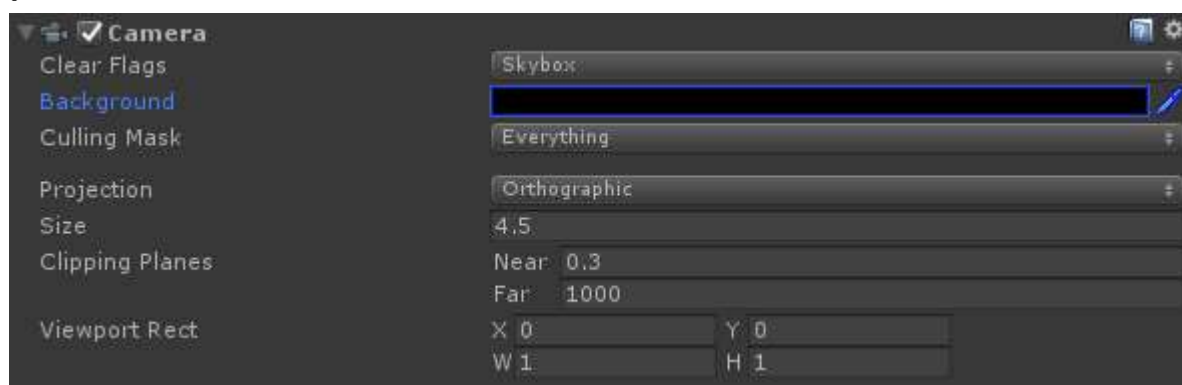 Camera
Clear Flags Skybox
Background
Culling Mask Everything
Projection Orthographic
Size 4.5
Clipping Planes Near 0.3
Far 1000
Viewport Rect X 0 Y 0
W 1 H 1